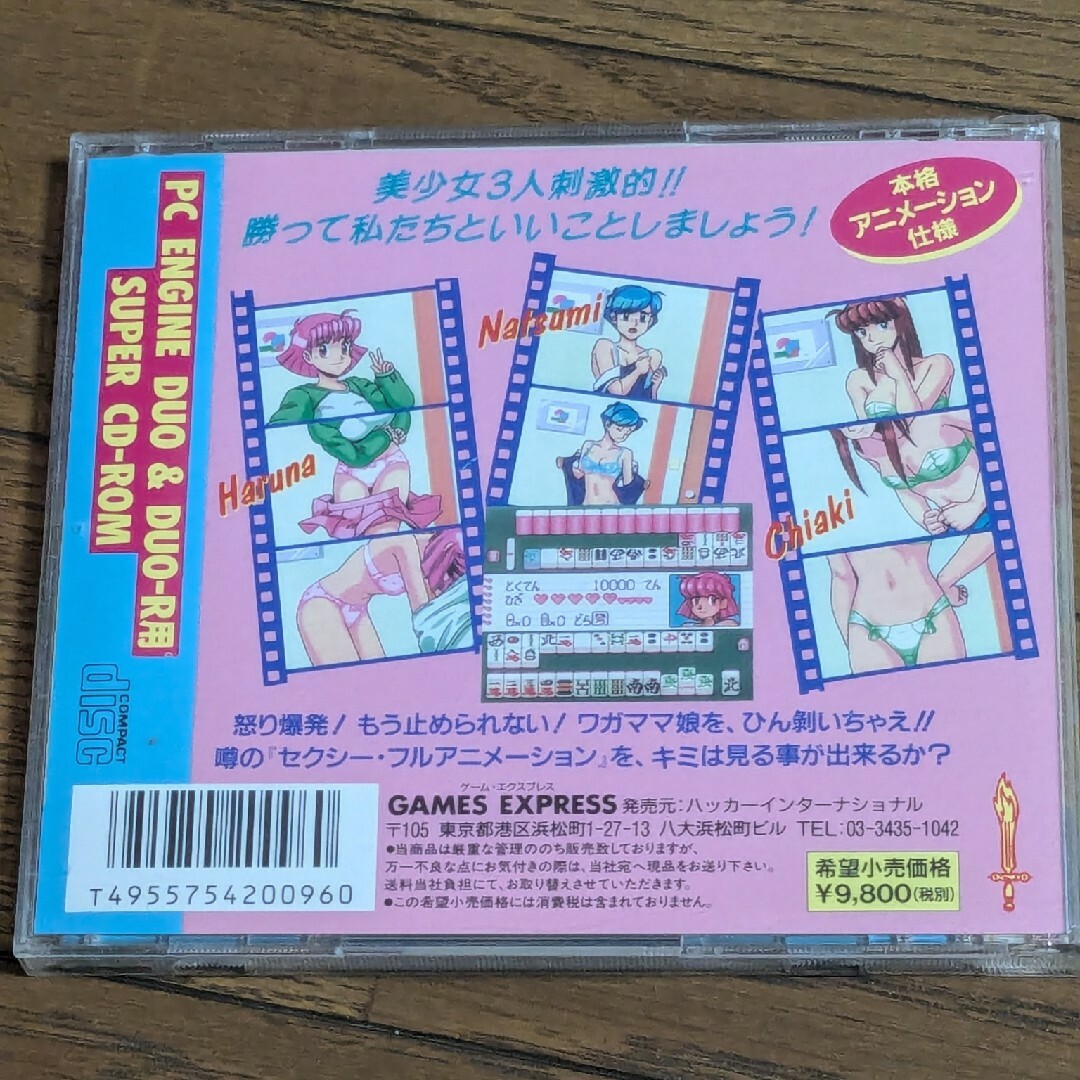 美少女3人刺激的!!
勝って私たちといいことしましょう!
本格
アニメーション
仕様
PC ENGINE DUO & DUO-R用
SUPER CD-ROM
Haruna
Natsumi
Chiaki
とくてん 10000 てん
怒り爆発! もう止められない! ワガママ娘を、ひん剝いちゃえ!!
噂の『セクシー・フルアニメーション』を、キミは見る事が出来るか?
COMPACT
disc
ゲーム・エクスプレス
GAMES EXPRESS 発売元:ハッカーインターナショナル
〒105 東京都港区浜松町1-27-13 八大浜松町ビル TEL:03-3435-1042
●当商品は厳重な管理ののち販売致しておりますが、
万一不良な点にお気付きの際は、当社宛へ現品をお送り下さい。
送料当社負担にて、お取り替えさせていただきます。
●この希望小売価格には消費税は含まれておりません。
希望小売価格
¥9,800(税別)
T4955754200960